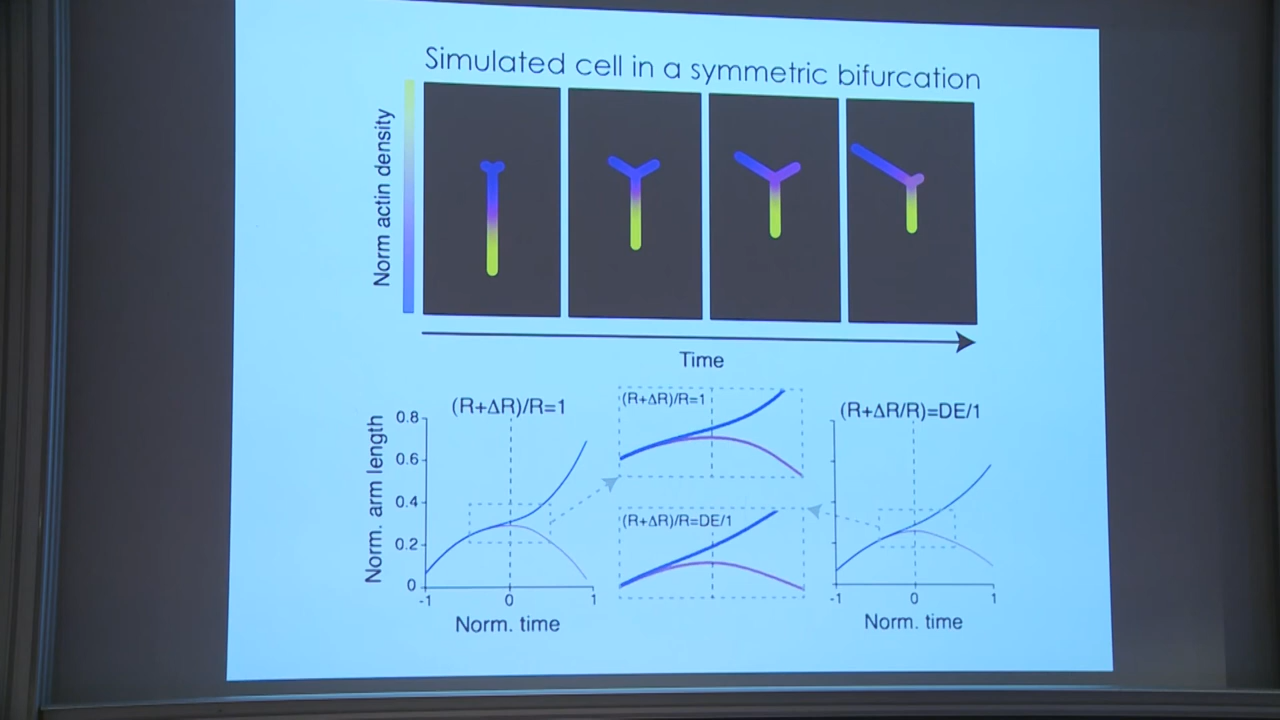 Simulated cell in a symmetric bifurcation
Norm actin density
Time
(R+ΔR)/R=1
Norm. arm length
0.8
0.6
0.4
0.2
0
-1
0
1
Norm. time
(R+ΔR)/R=1
(R+ΔR)/R=DE/1
(R+ΔR/R)=DE/1
-1
0
1
Norm. time